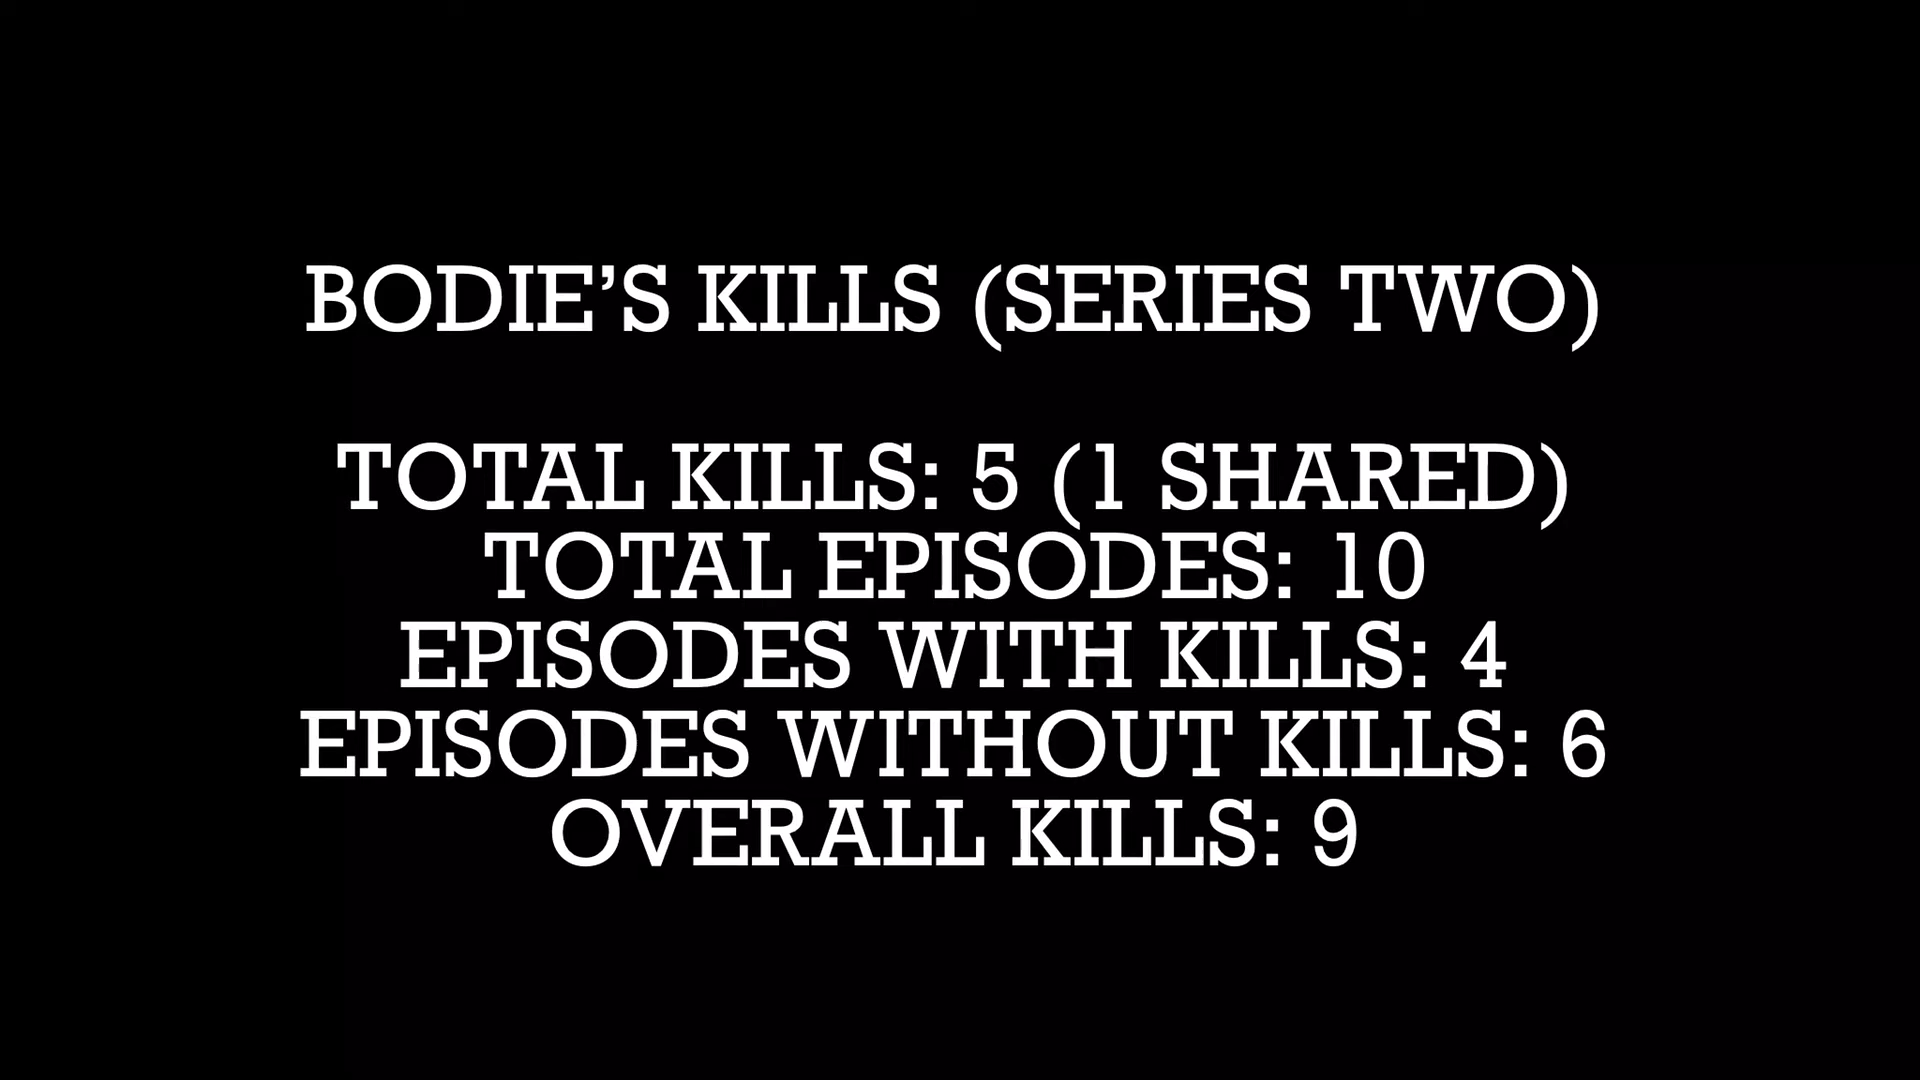 BODIE’S KILLS (SERIES TWO)
TOTAL KILLS: 5 (1 SHARED)
TOTAL EPISODES: 10
EPISODES WITH KILLS: 4
EPISODES WITHOUT KILLS: 6
OVERALL KILLS: 9